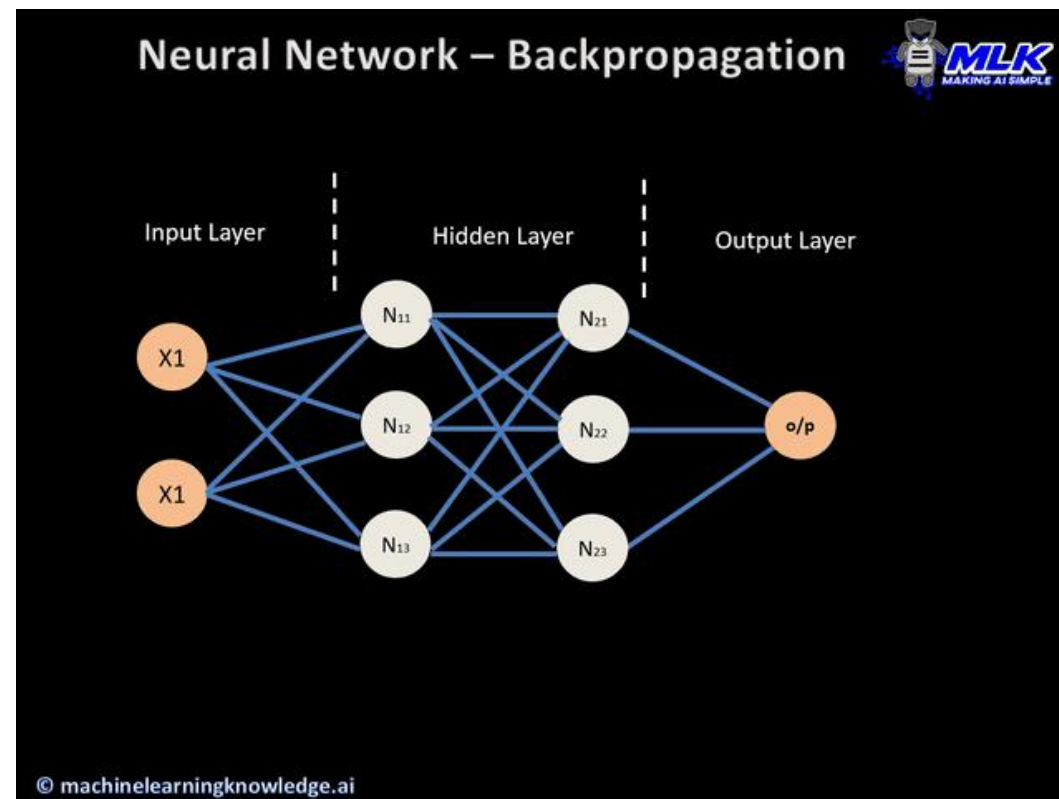 Neural Network – Backpropagation
MLK
MAKING AI SIMPLE
Input Layer
Hidden Layer
Output Layer
N₁₁
N₂₁
X1
N₁₂
N₂₂
o/p
X1
N₁₃
N₂₃
© machinelearningknowledge.ai